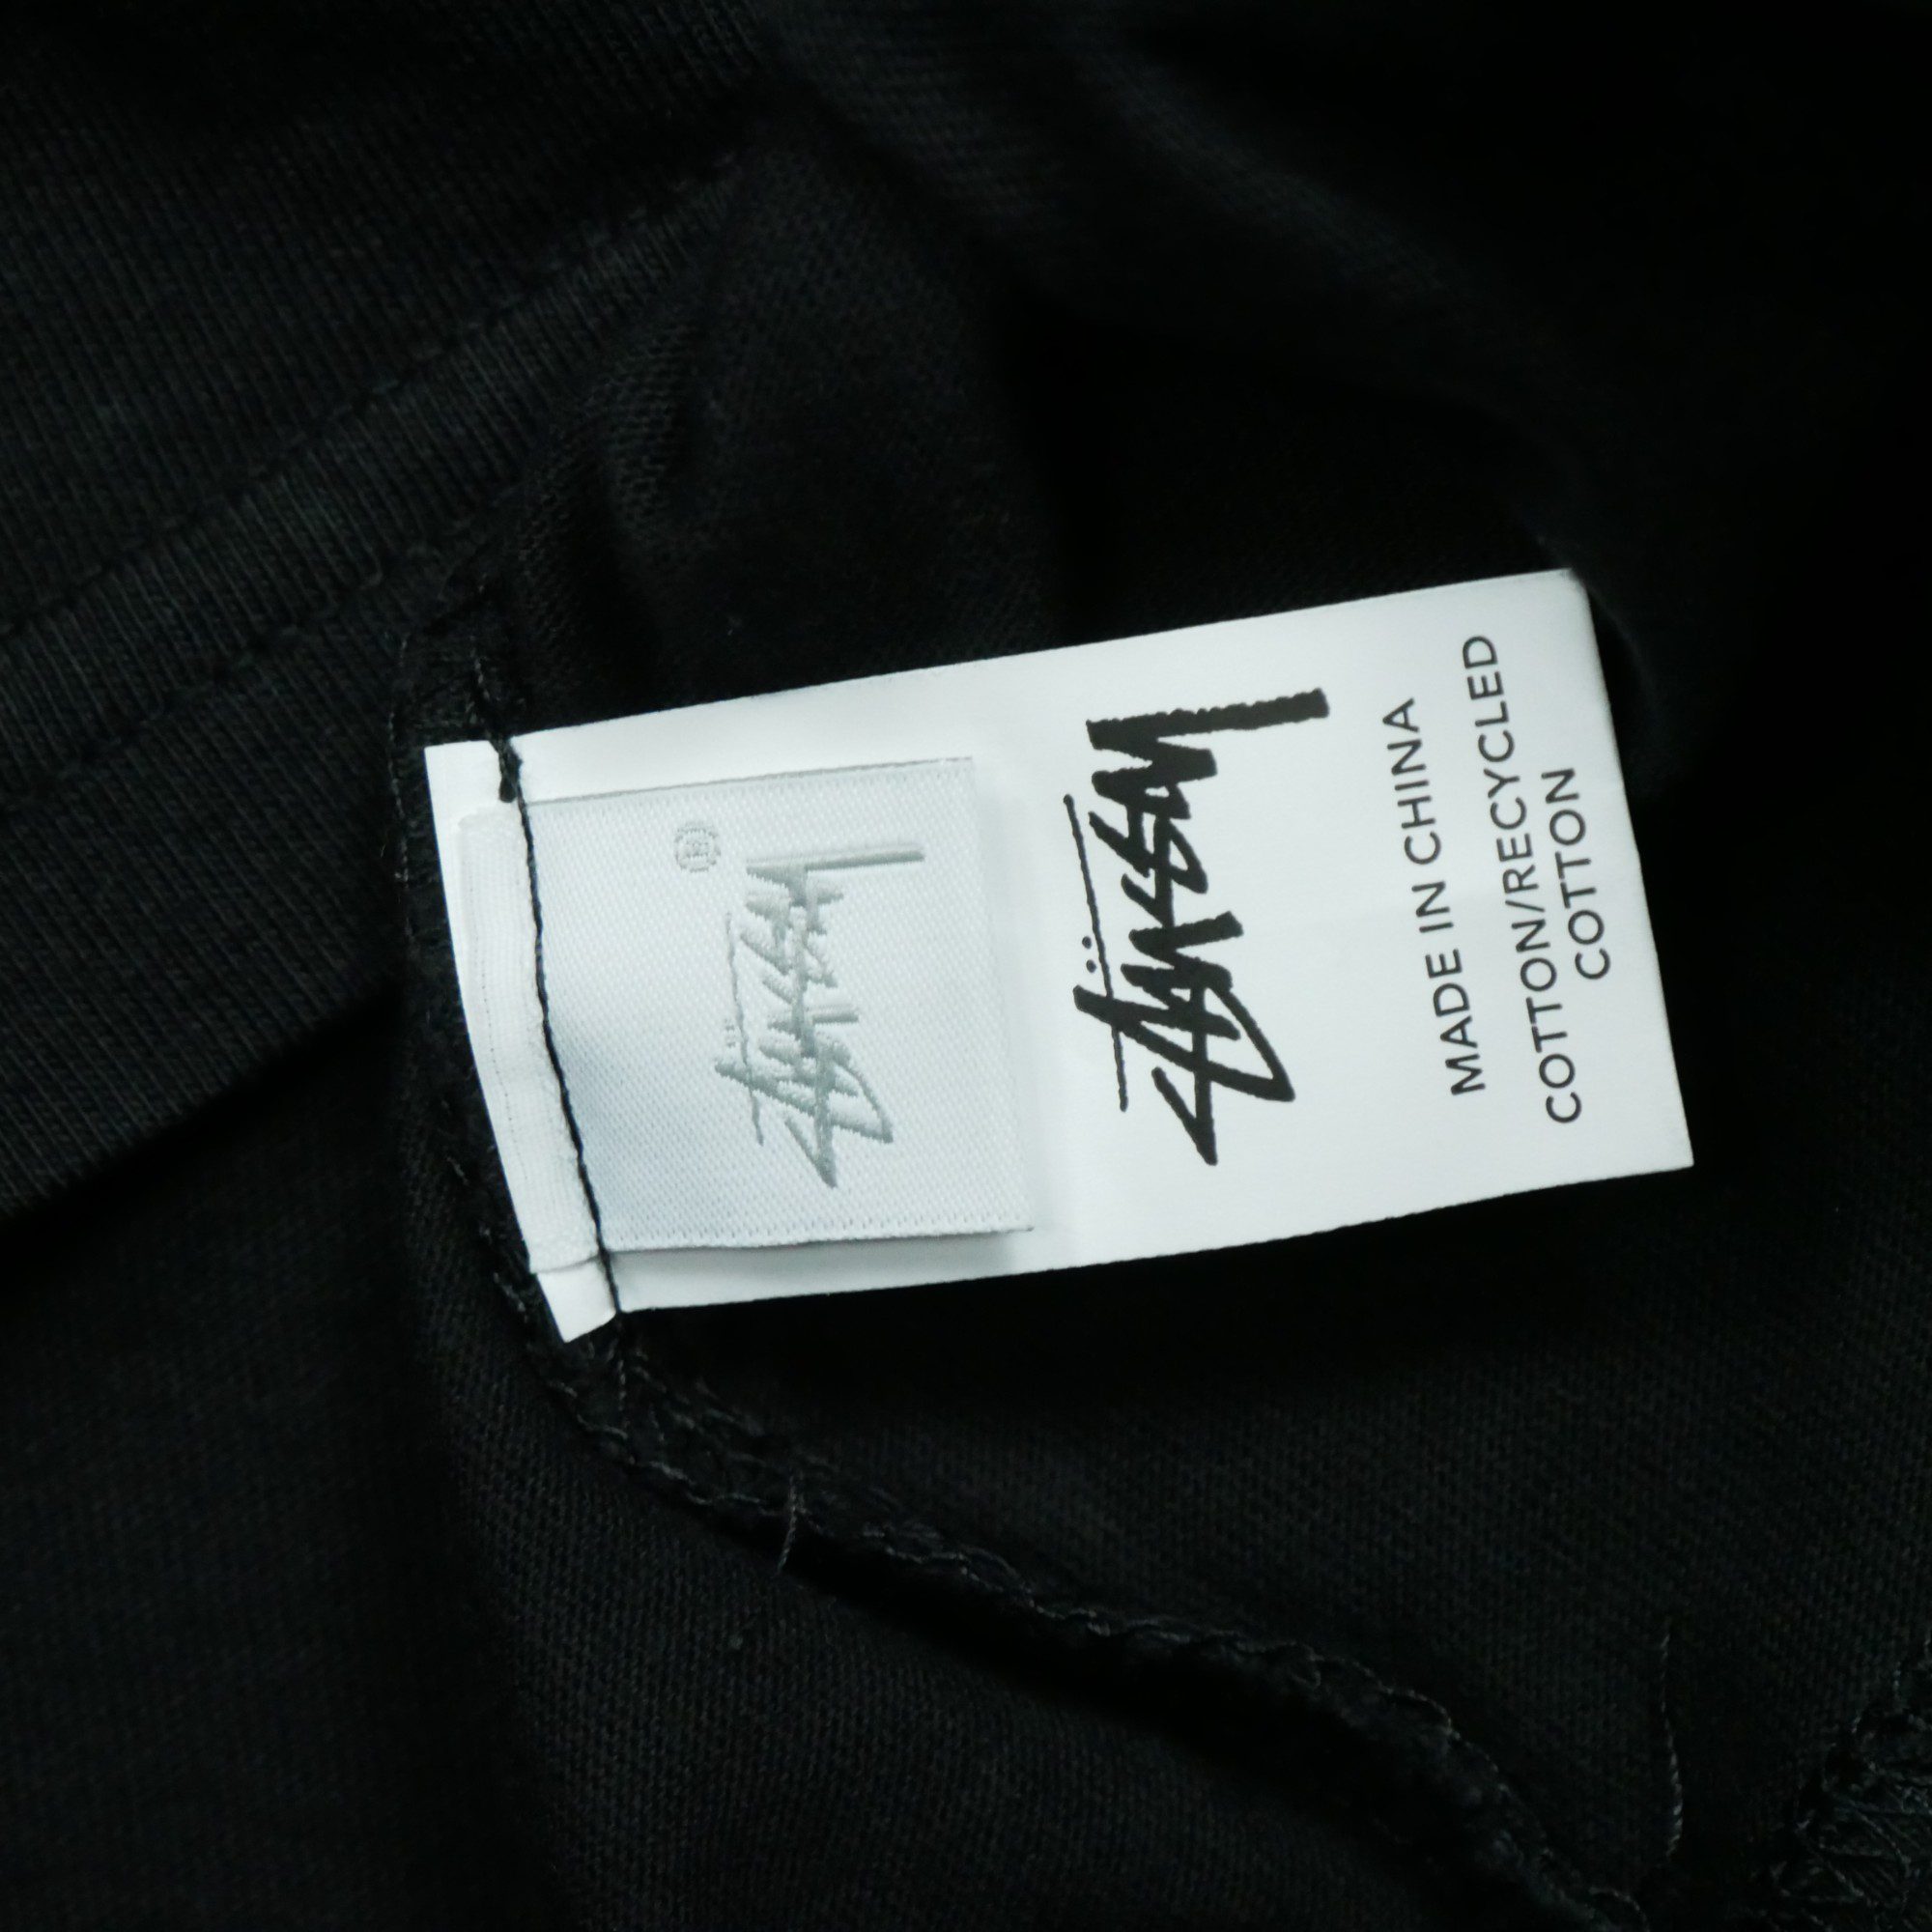 Stüssy
®
Stüssy
MADE IN CHINA
COTTON/RECYCLED
COTTON